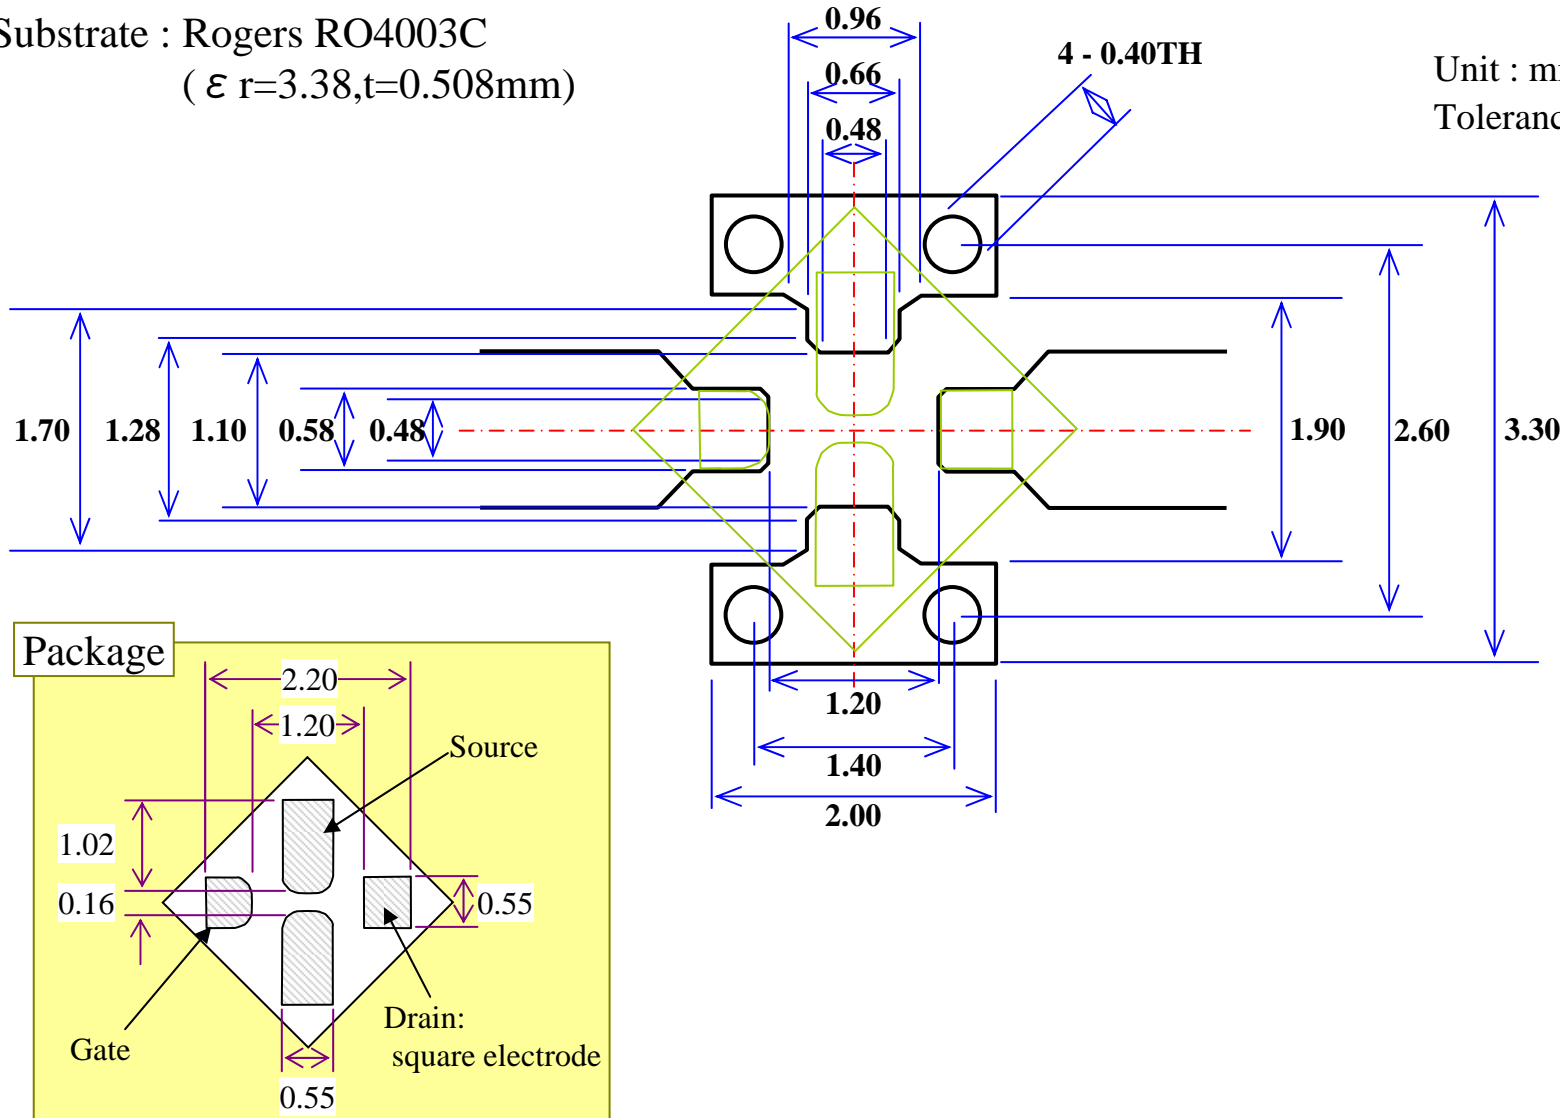 Substrate : Rogers RO4003C
( ε r=3.38,t=0.508mm)
0.96
0.66
0.48
4 - 0.40TH
Unit :
1.70
1.28
1.10
0.58
0.48
1.90
2.60
3.30
1.20
1.40
2.00
Package
2.20
1.20
Source
1.02
0.16
0.55
Gate
Drain:
square electrode
0.55